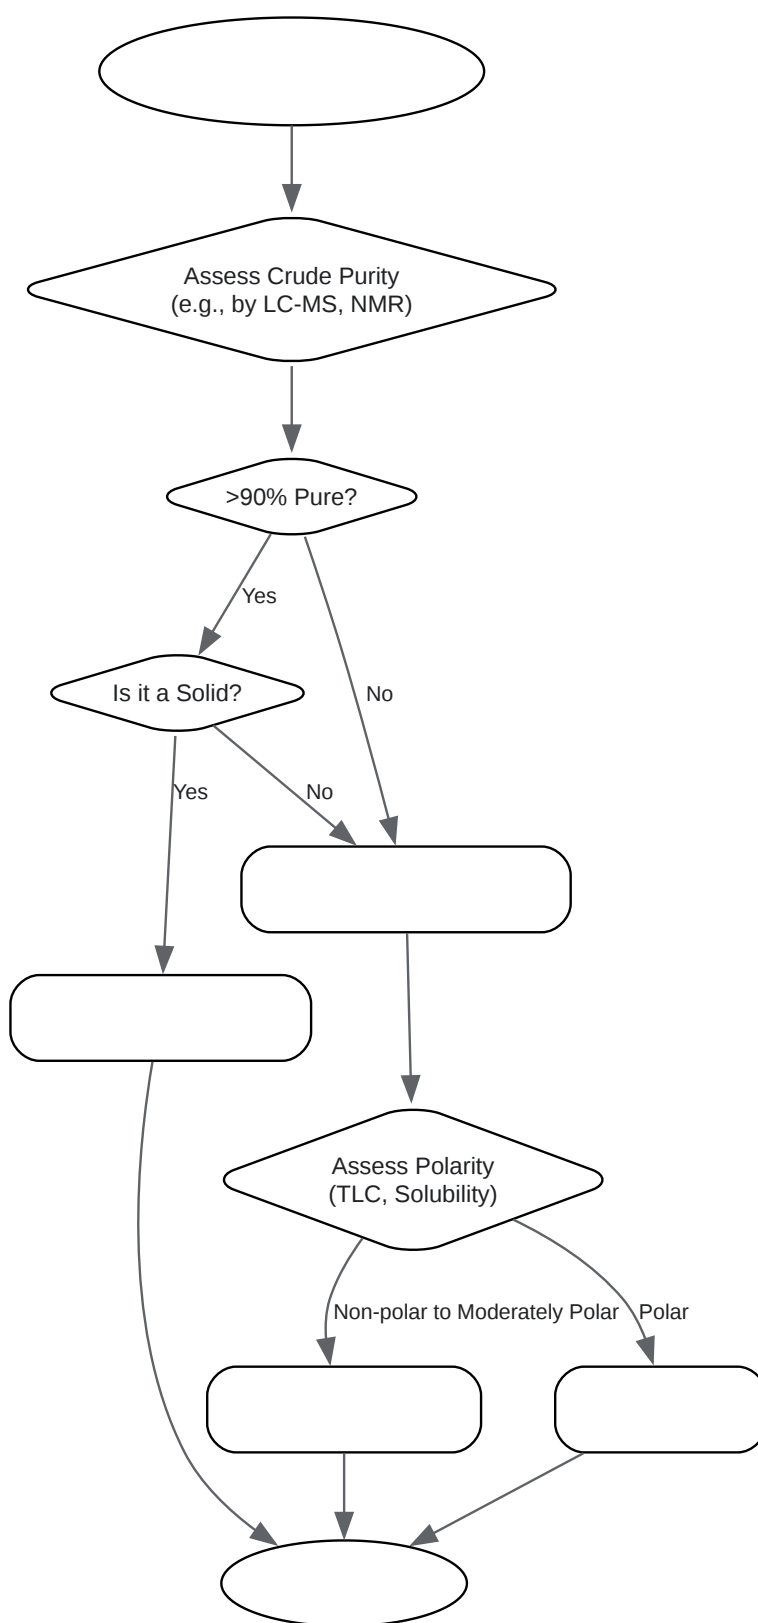 Assess Crude Purity
(e.g., by LC-MS, NMR)
>90% Pure?
Yes
Is it a Solid?
No
Yes
No
Assess Polarity
(TLC, Solubility)
Non-polar to Moderately Polar
Polar